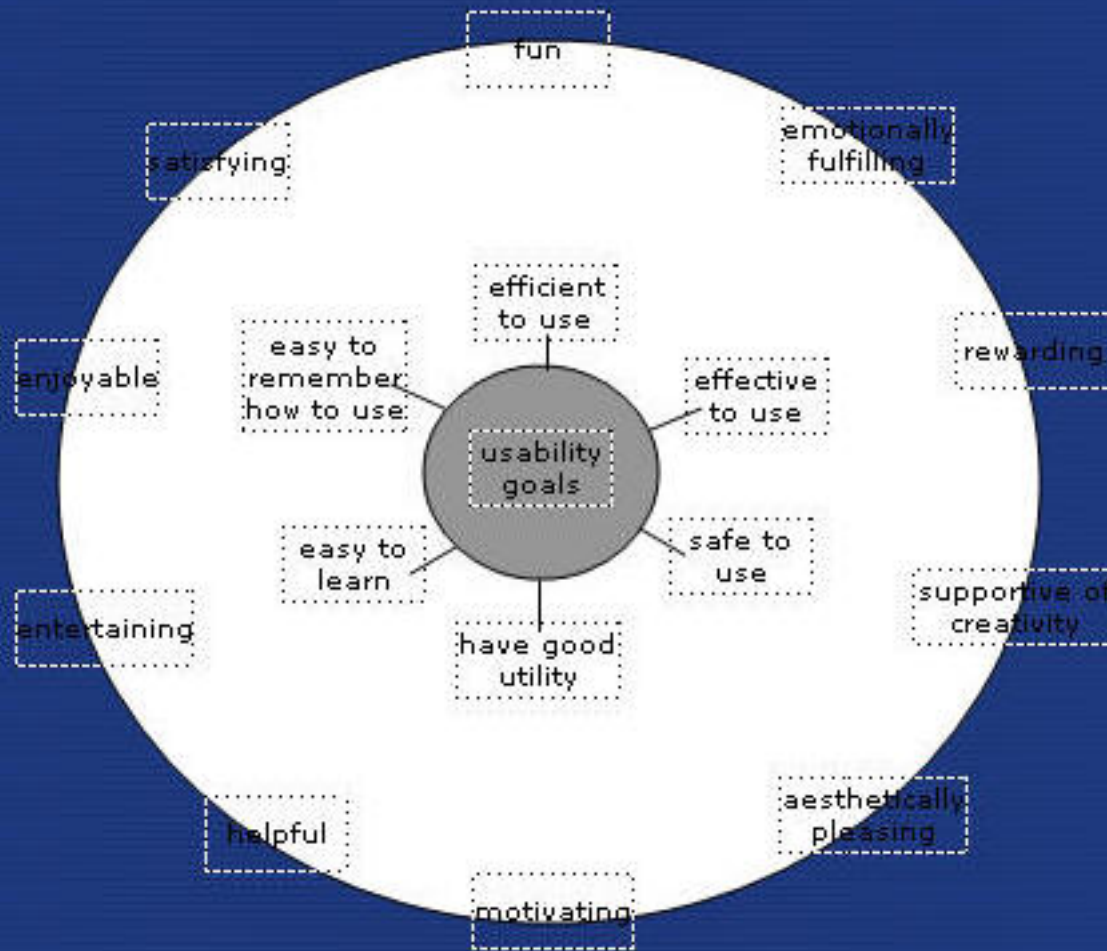 fun
emotionally
fulfilling
satisfying
efficient
to use
easy to
remember
how to use
rewarding
enjoyable
effective
to use
usability
goals
easy to
learn
safe to
use
supportive of
creativity
entertaining
have good
utility
helpful
aesthetically
pleasing
motivating